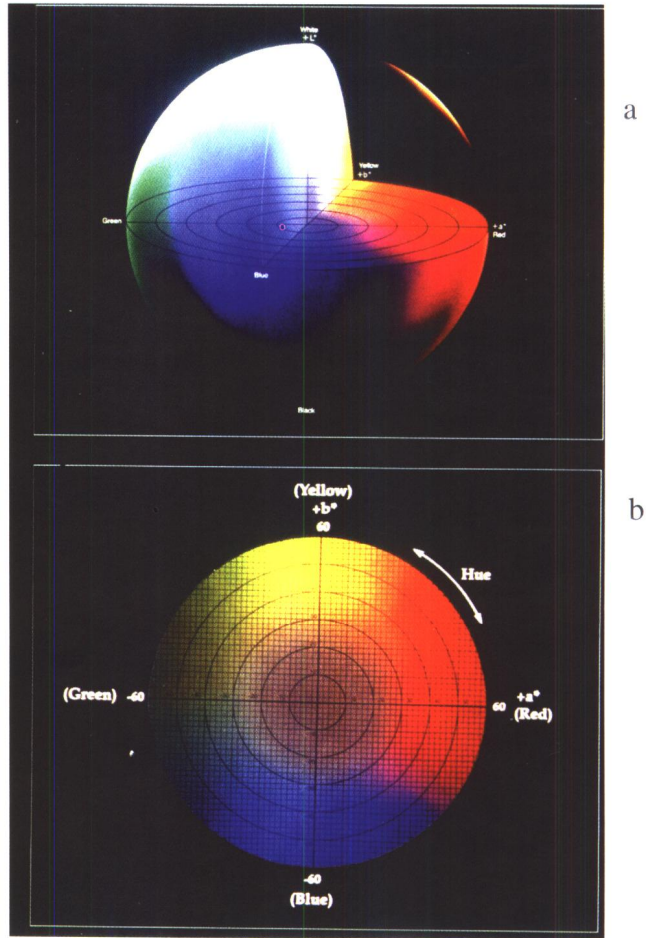 White
+ L*
a
Yellow
+b*
Green
+a*
Red
Blue
Black
b
(Yellow)
+b*
60
Hue
(Green) -60
60 +a*
(Red)
-60
(Blue)